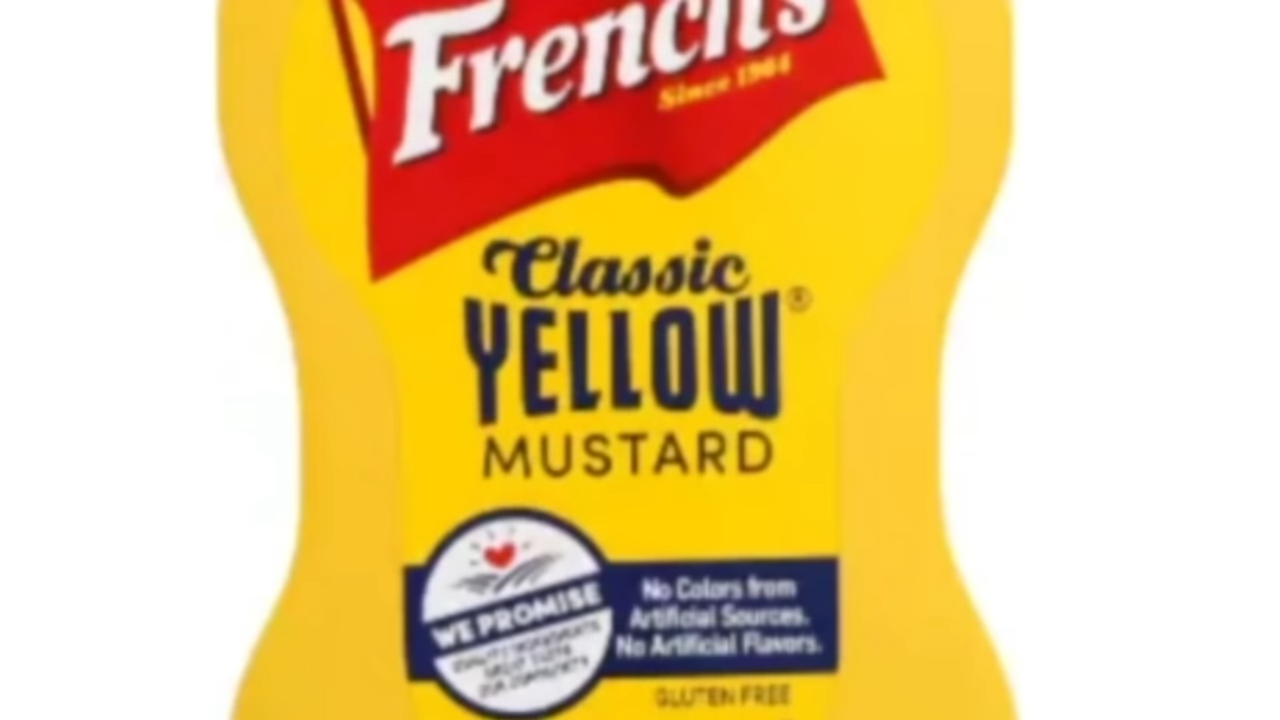 French's
Since 1904
Classic
YELLOW®
MUSTARD
WE PROMISE
No Colors from
Artificial Sources.
No Artificial Flavors.
GLUTEN FREE